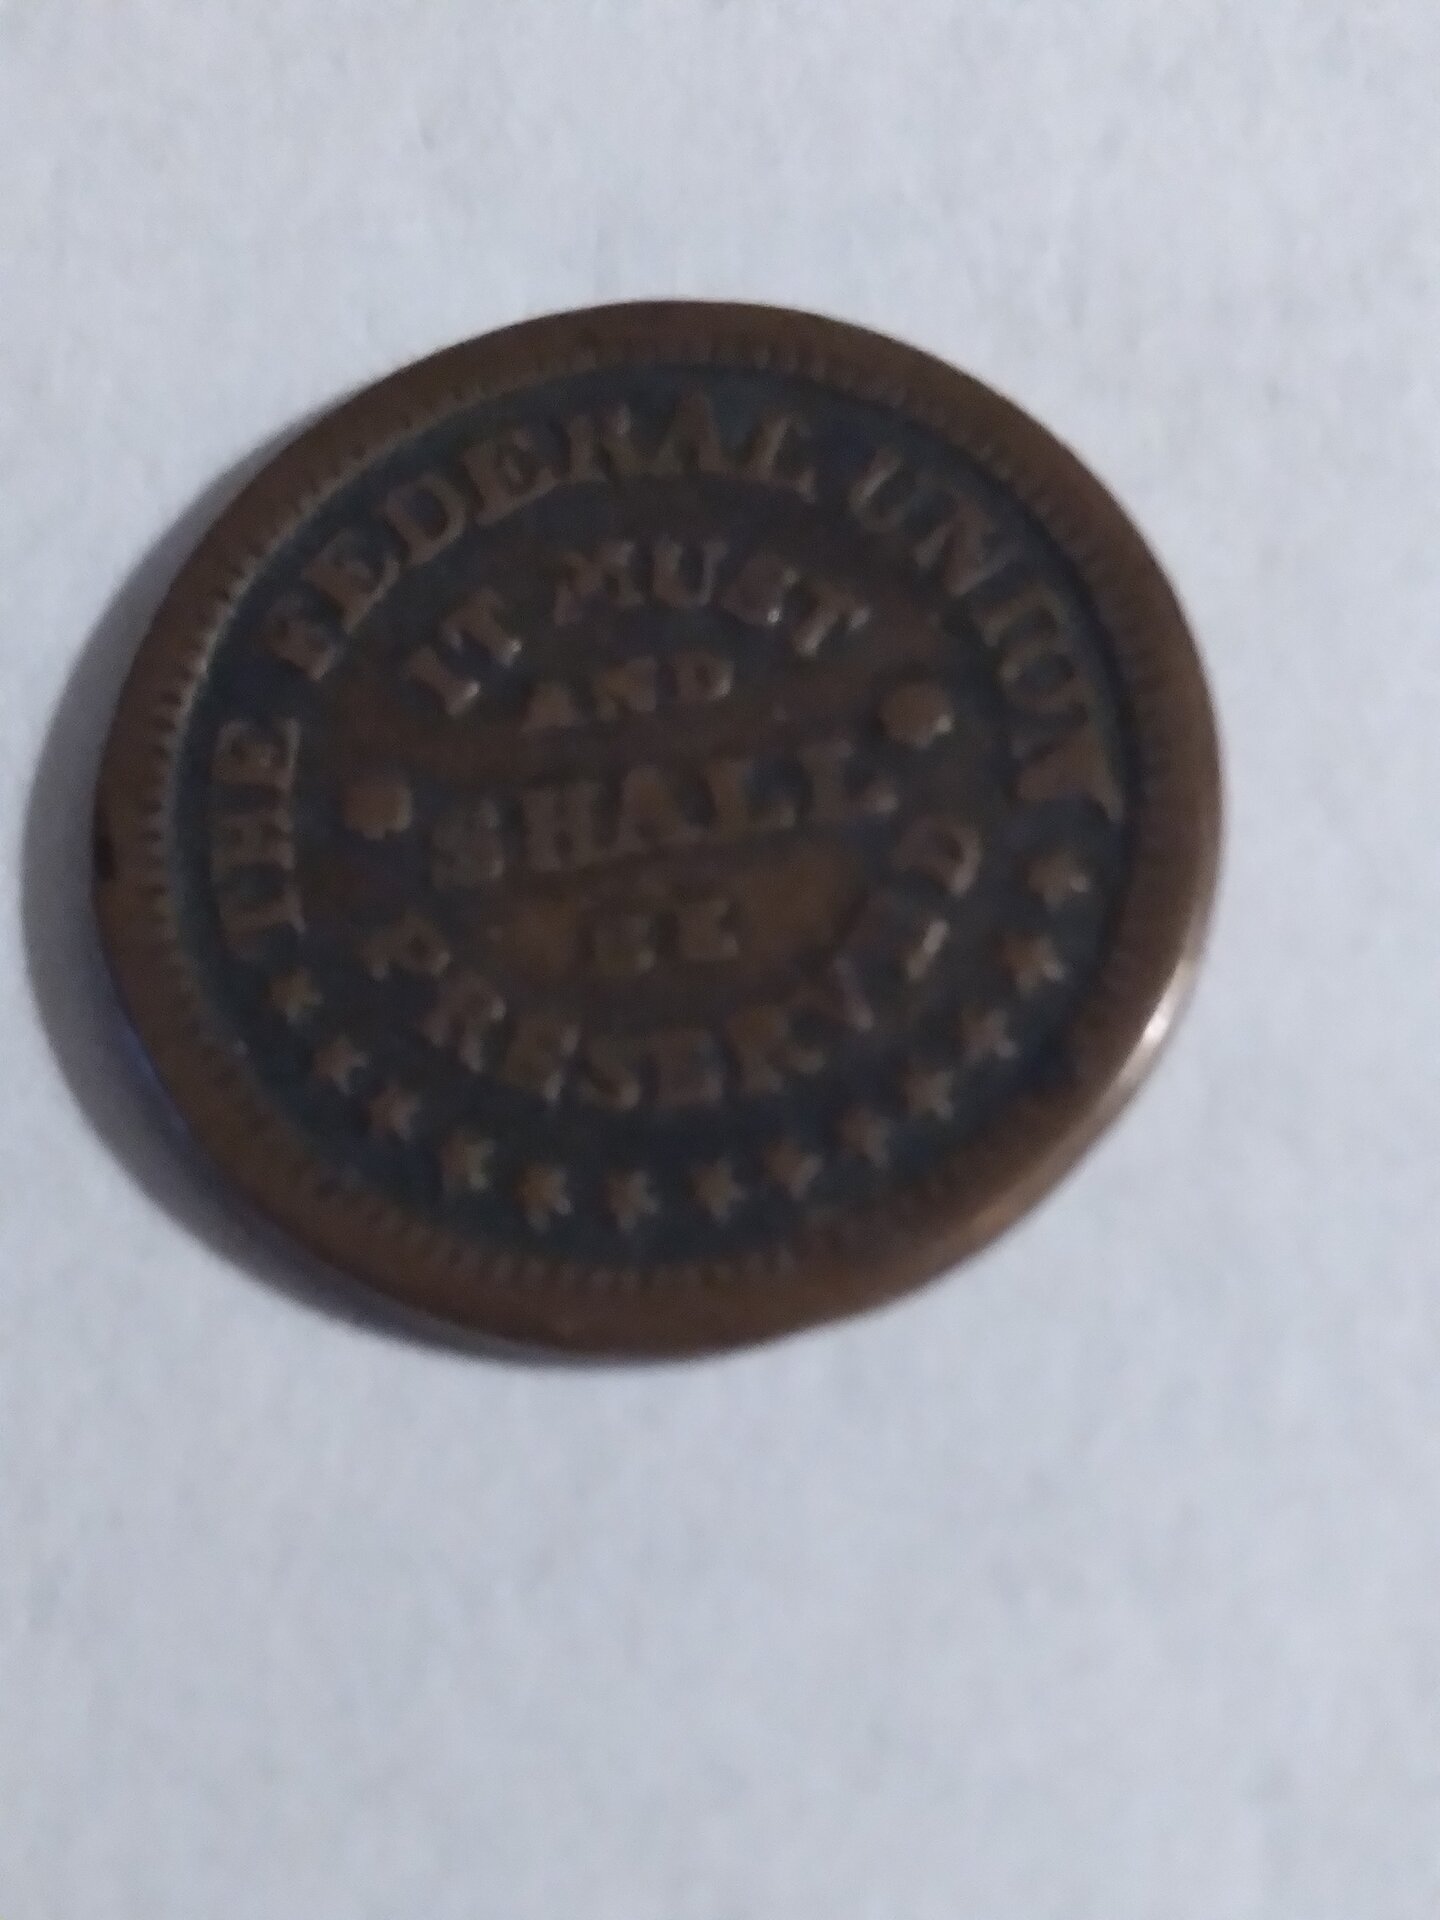 THE FEDERAL UNION
IT MUST
AND
SHALL
BE
PRESERVED